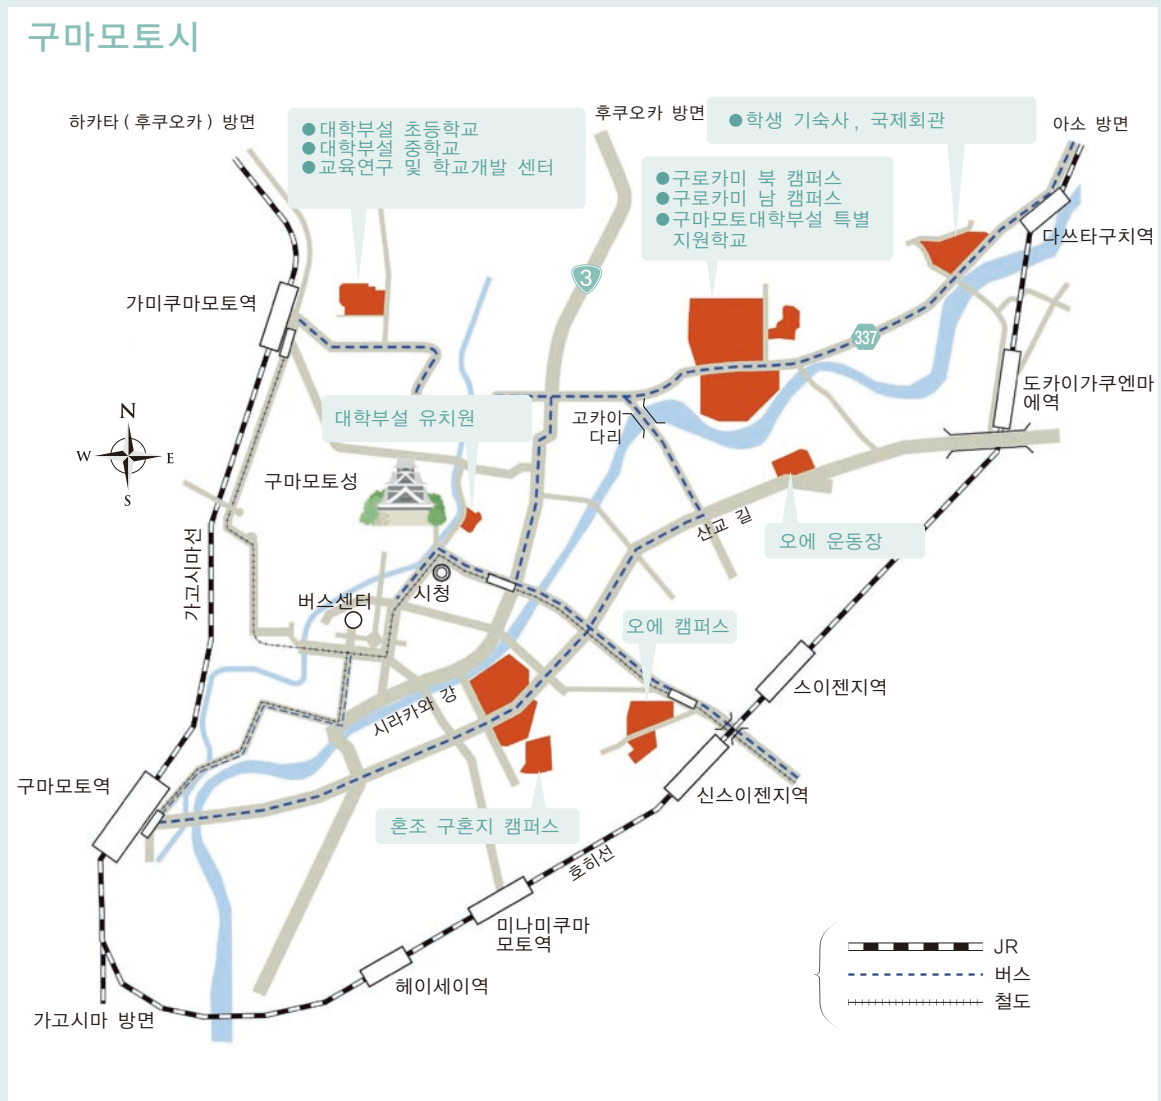 구마모토시
하카타 ( 후쿠오카 ) 방면
●대학부설 초등학교
●대학부설 중학교
●교육연구 및 학교개발 센터
후쿠오카 방면
●학생 기숙사 , 국제회관
아소 방면
●구로카미 북 캠퍼스
●구로카미 남 캠퍼스
●구마모토대학부설 특별
지원학교
다쓰타구치역
3
가미쿠마모토역
337
도카이가쿠엔마
에역
대학부설 유치원
고카이
다리
N
W
E
S
구마모토성
산교 길
오에 운동장
가고시마선
버스센터
시청
오에 캠퍼스
스이젠지역
시라카와 강
구마모토역
신스이젠지역
혼조 구혼지 캠퍼스
호히선
미나미쿠마
모토역
헤이세이역
가고시마 방면
JR
버스
철도